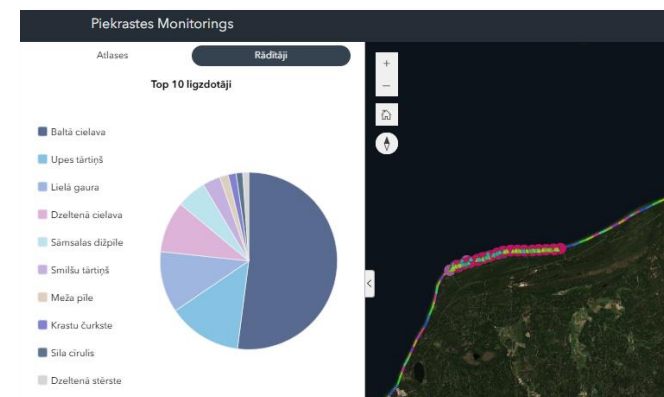 Piekrastes Monitorings
Atlases
Rādītāji
Top 10 ligzdotāji
Baltā cielava
Upes tārtiņš
Lielā gaura
Dzeltenā cielava
Sāmsalas dižpīle
Smilšu tārtiņš
Meža pīle
Krastu čurkste
Sila cīrulis
Dzeltenā stērste